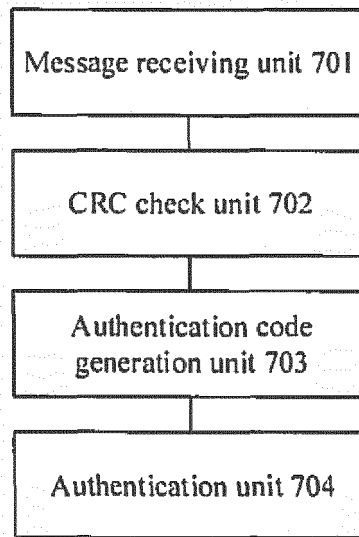 Message receiving unit 701
CRC check unit 702
Authentication code
generation unit 703
Authentication unit 704